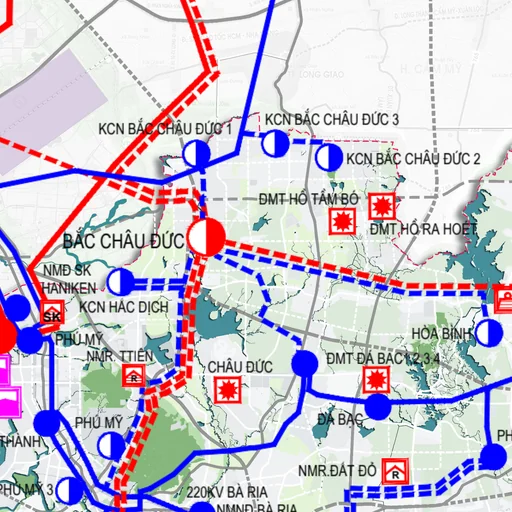 LONG GIAO
KCN BẮC CHÂU ĐỨC 3
KCN BẮC CHÂU ĐỨC 1
KCN BẮC CHÂU ĐỨC 2
ĐMT HỒ TẦM BÓ
ĐMT HỒ RA HOET
BẮC CHÂU ĐỨC
NMĐ SK
HANIKEN
KCN HẮC DỊCH
SK
HÒA BÌNH
PHÚ MỸ
NMR. TTIÊN
R
CHÂU ĐỨC
ĐMT ĐÁ BẠC1,2,3,4
ĐÁ BẠC
PHÚ MỸ
THÀNH
PH
NMR.ĐẤT ĐỎ
R
PHÚ MỸ 3
220KV BÀ RỊA
NMNĐ BÀ RỊA